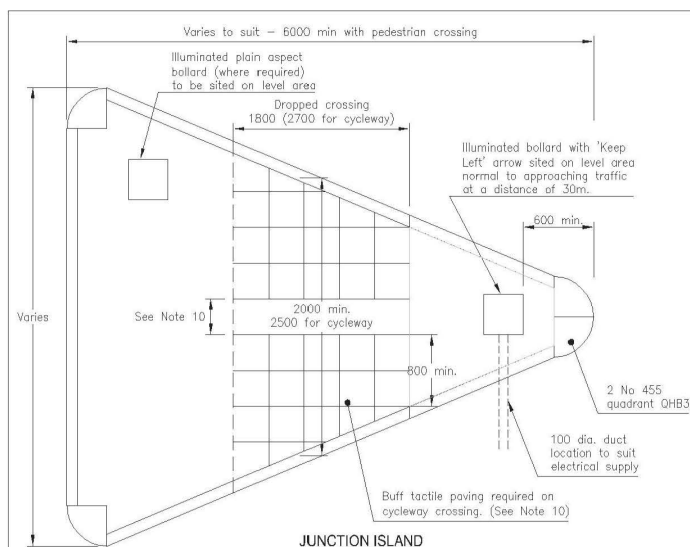 Varies to suit – 6000 min with pedestrian crossing
Illuminated plain aspect
bollard (where required)
to be sited on level area
Dropped crossing
1800 (2700 for cycleway)
Illuminated bollard with 'Keep
Left' arrow sited on level area
normal to approaching traffic
at a distance of 30m.
600 min.
Varies
See Note 10
2000 min.
2500 for cycleway
800 min.
2 No 455
quadrant QHB3
100 dia. duct
location to suit
electrical supply
Buff tactile paving required on
cycleway crossing. (See Note 10)
JUNCTION ISLAND